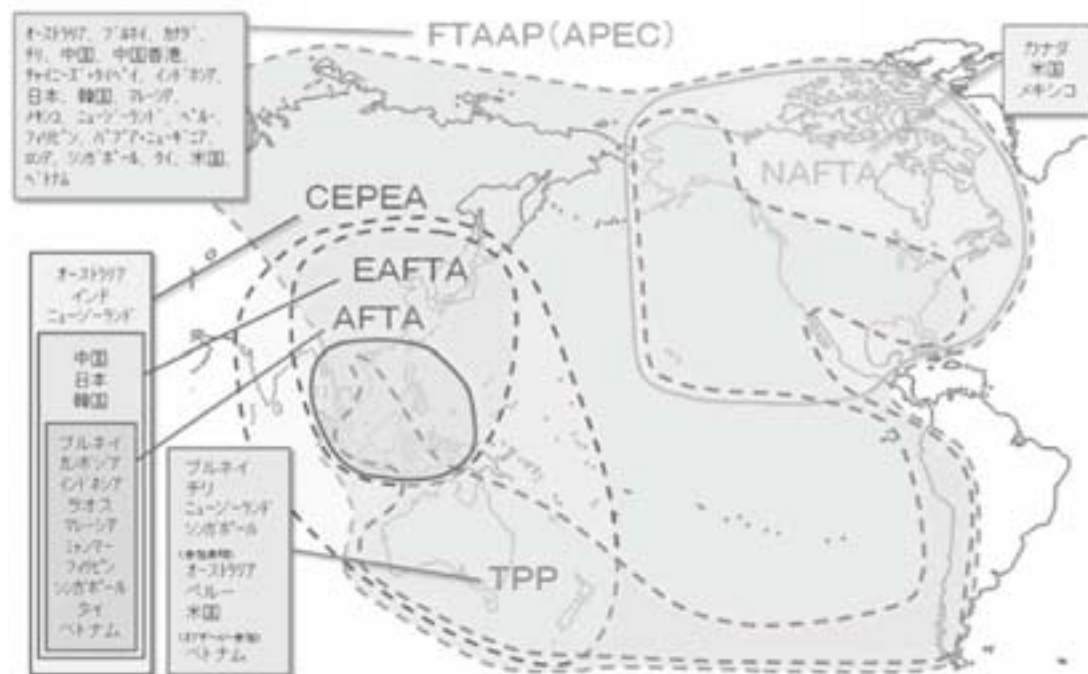 オーストラリア、ブルネイ、カナダ、
チリ、中国、中国香港、
チャイニーズ・タイペイ、インドネシア、
日本、韓国、マレーシア、
メキシコ、ニュージーランド、ペルー、
フィリピン、パプア・ニューギニア、
ロシア、シンガポール、タイ、米国、
ベトナム
FTAAP(APEC)
カナダ
米国
メキシコ
NAFTA
CEPEA
EAFTA
AFTA
オーストラリア
インド
ニュージーランド
中国
日本
韓国
ブルネイ
カンボジア
インドネシア
ラオス
マレーシア
ミャンマー
フィリピン
シンガポール
タイ
ベトナム
ブルネイ
チリ
ニュージーランド
シンガポール
オーストラリア
ペルー
米国
(オブザーバー参加)
ベトナム
TPP